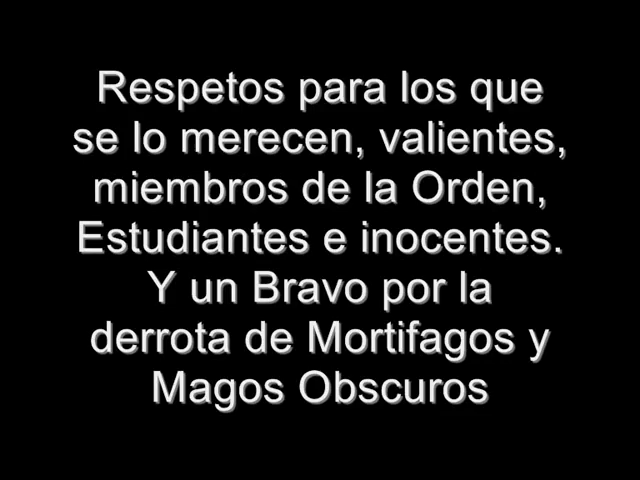 Respetos para los que
se lo merecen, valientes,
miembros de la Orden,
Estudiantes e inocentes.
Y un Bravo por la
derrota de Mortifagos y
Magos Obscuros